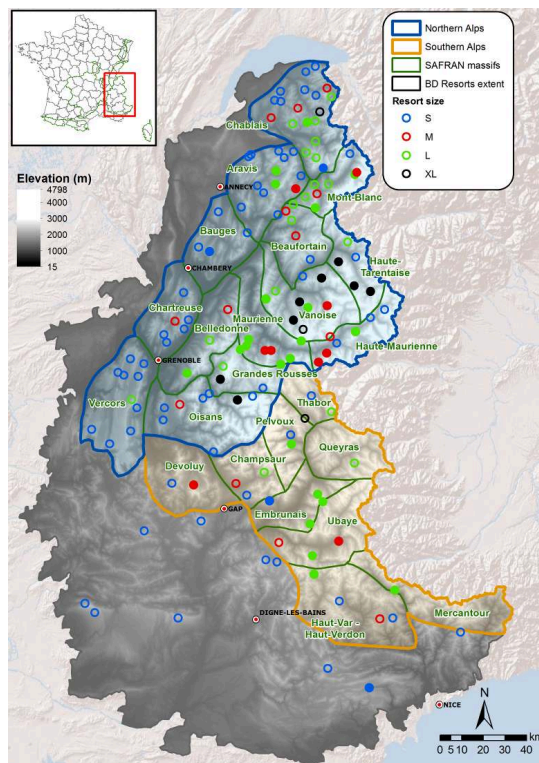 Northern Alps
Southern Alps
SAFRAN massifs
BD Resorts extent
Resort size
S
M
L
XL
Elevation (m)
4798
4000
3000
2000
1000
15
Chablais
Aravis
ANNECY
Mont-Blanc
Bauges
Beaufortain
CHAMBERY
Haute-
Tarentaise
Chartreuse
Maurienne
Vanoise
Belledonne
Haute-Maurienne
GRENOBLE
Grandes Rousses
Vercors
Thabor
Oisans
Pelvoux
Queyras
Champsaur
Devoluy
GAP
Embrunais
Ubaye
DIGNE-LES-BAINS
Haut-Var -
Haut-Verdon
Mercantour
NICE
N
km
0 5 10 20 30 40